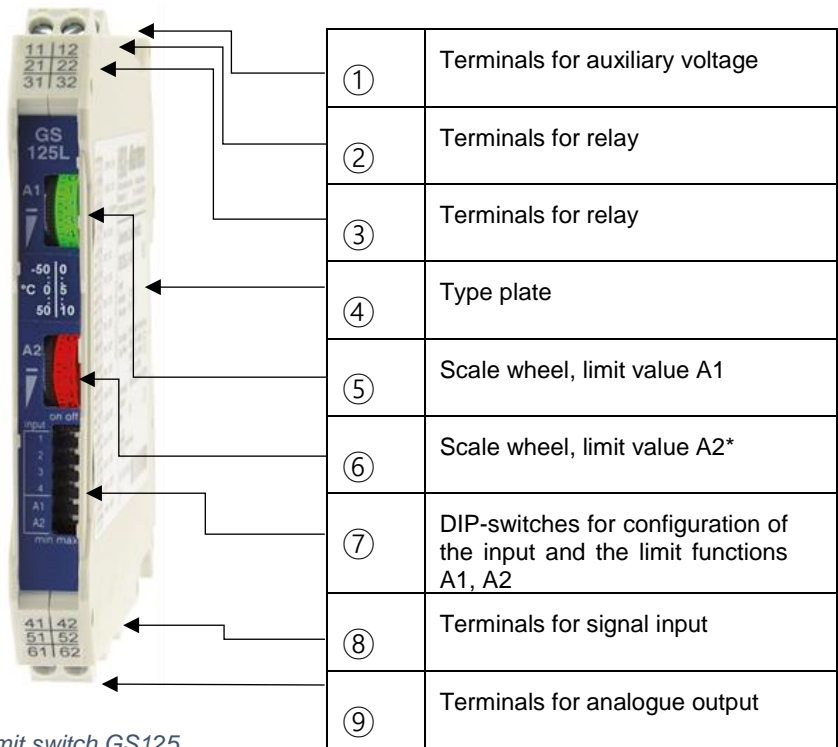 11 12
21 22
31 32
GS
125L
A1
-50 0
°C 0 5
50 10
A2
on off
input
1
2
3
4
A1
A2
min max
41 42
51 52
61 62
① Terminals for auxiliary voltage
② Terminals for relay
③ Terminals for relay
④ Type plate
⑤ Scale wheel, limit value A1
⑥ Scale wheel, limit value A2*
⑦ DIP-switches for configuration of
the input and the limit functions
A1, A2
⑧ Terminals for signal input
⑨ Terminals for analogue output
mit switch GS125